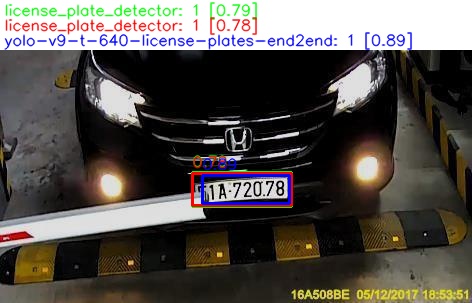 license_plate_detector: 1 [0.79]
license_plate_detector: 1 [0.78]
yolo-v9-t-640-license-plates-end2end: 1 [0.89]
1A-720.78
16A508BE 05/12/2017 18:53:51